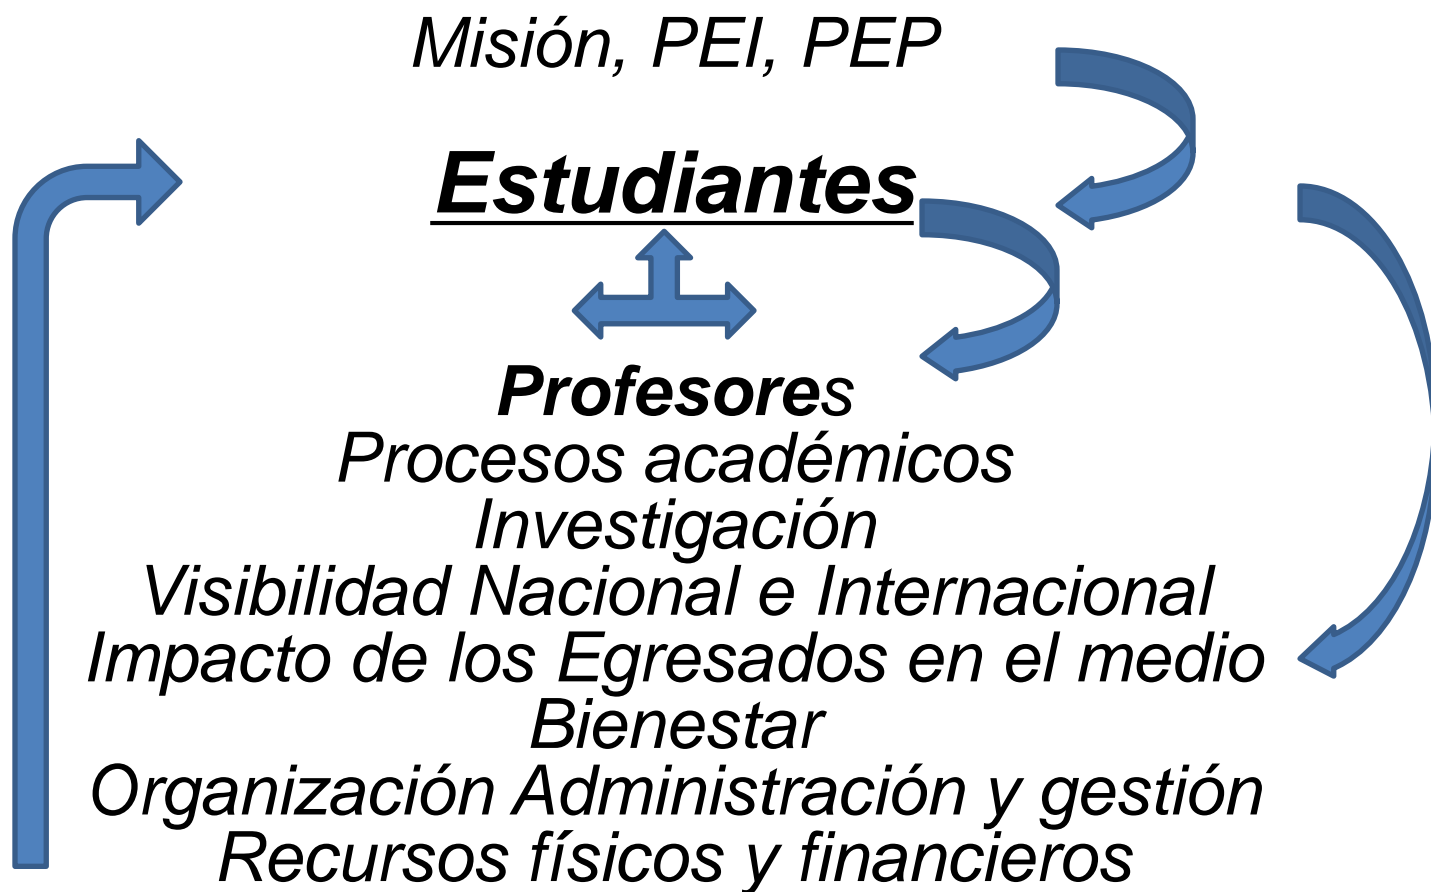 Misión, PEI, PEP
Estudiantes
Profesores
Procesos académicos
Investigación
Visibilidad Nacional e Internacional
Impacto de los Egresados en el medio
Bienestar
Organización Administración y gestión
Recursos físicos y financieros